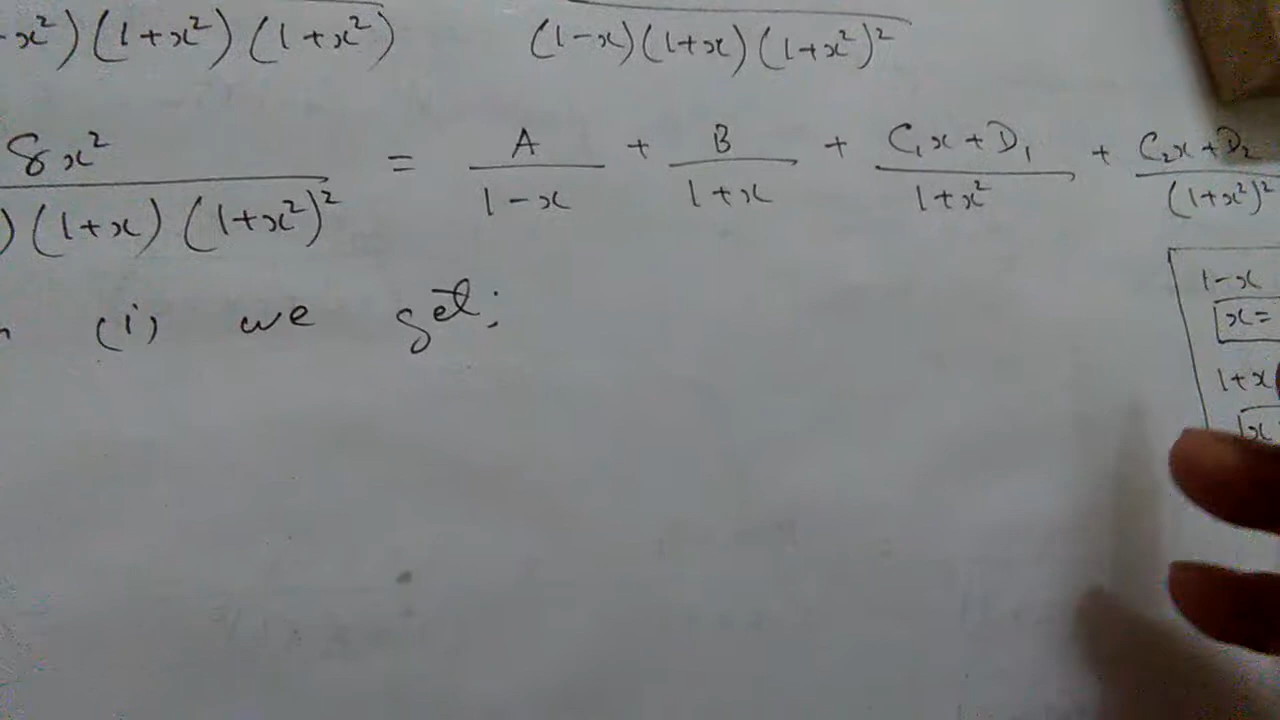 x²)(1+x²)(1+x²) (1-x)(1+x)(1+x²)²
8x² / )(1+x)(1+x²)² = A/1-x + B/1+x + C₁x+D₁/1+x² + C₂x+D₂/(1+x²)²
(i) we get;
1-x
x=
1+x
x